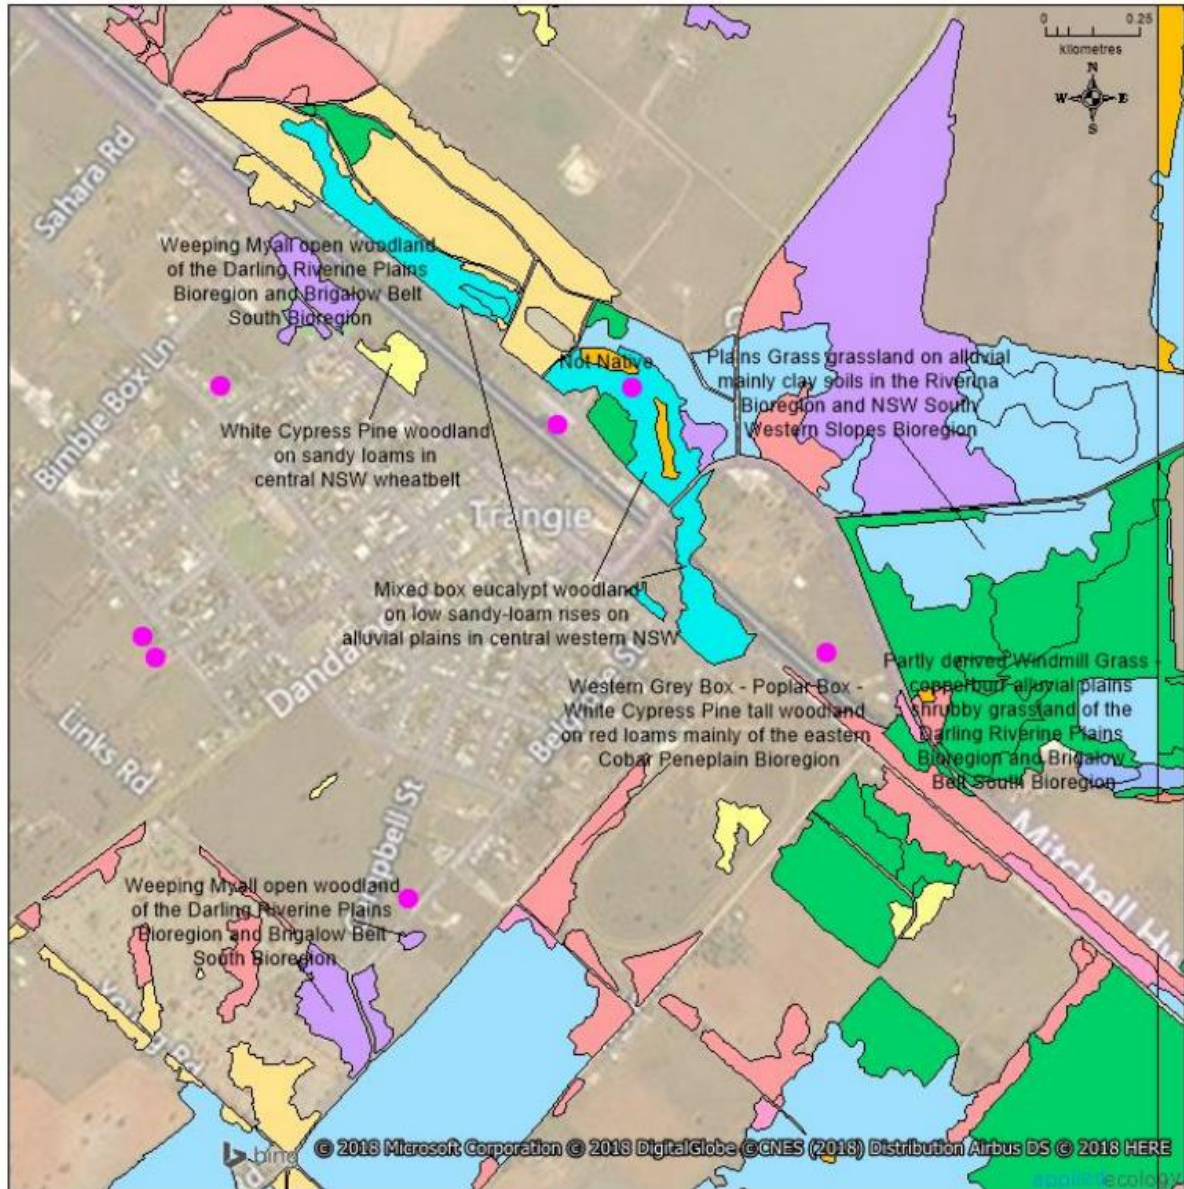 0 0.25
kilometres
N
W E
S
Sahara Rd
Weeping Myall open woodland
of the Darling Riverine Plains
Bioregion and Brigalow Belt
South Bioregion
Bimble Box Ln
Not Native
Plains Grass grassland on alluvial
mainly clay soils in the Riverina
Bioregion and NSW South
Western Slopes Bioregion
White Cypress Pine woodland
on sandy loams in
central NSW wheatbelt
Trangie
Mixed box eucalypt woodland
on low sandy-loam rises on
alluvial plains in central western NSW
Western Grey Box - Poplar Box -
White Cypress Pine tall woodland
on red loams mainly of the eastern
Cobar Peneplain Bioregion
Partly derived Windmill Grass -
copperburr alluvial plains
shrubby grassland of the
Darling Riverine Plains
Bioregion and Brigalow
Belt South Bioregion
Links Rd
Mitchell Hwy
Weeping Myall open woodland
of the Darling Riverine Plains
Bioregion and Brigalow Belt
South Bioregion
bing
© 2018 Microsoft Corporation © 2018 DigitalGlobe ©CNES (2018) Distribution Airbus DS © 2018 HERE
appliedecology